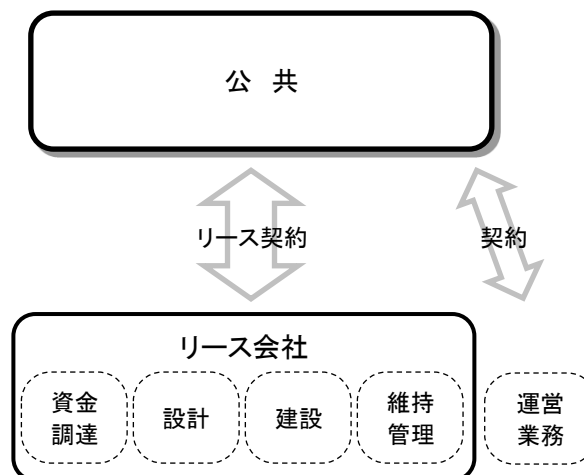 公 共
リース契約
契約
リース会社
資金
調達
設計
建設
維持
管理
運営
業務